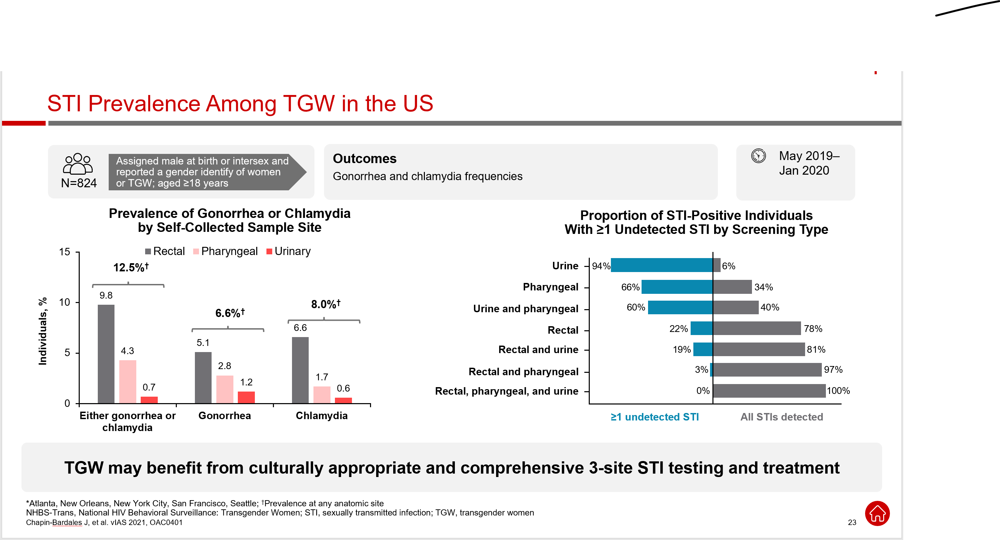 STI Prevalence Among TGW in the US
N=824
Assigned male at birth or intersex and
reported a gender identify of women
or TGW; aged ≥18 years
Outcomes
Gonorrhea and chlamydia frequencies
May 2019–
Jan 2020
Prevalence of Gonorrhea or Chlamydia
by Self-Collected Sample Site
Rectal Pharyngeal Urinary
Individuals, %
15
10
5
0
12.5%†
9.8
4.3
0.7
6.6%†
5.1
2.8
1.2
8.0%†
6.6
1.7
0.6
Either gonorrhea or
chlamydia
Gonorrhea
Chlamydia
Proportion of STI-Positive Individuals
With ≥1 Undetected STI by Screening Type
Urine 94% 6%
Pharyngeal 66% 34%
Urine and pharyngeal 60% 40%
Rectal 22% 78%
Rectal and urine 19% 81%
Rectal and pharyngeal 3% 97%
Rectal, pharyngeal, and urine 0% 100%
≥1 undetected STI All STIs detected
TGW may benefit from culturally appropriate and comprehensive 3-site STI testing and treatment
*Atlanta, New Orleans, New York City, San Francisco, Seattle; †Prevalence at any anatomic site
NHBS-Trans, National HIV Behavioral Surveillance: Transgender Women; STI, sexually transmitted infection; TGW, transgender women
Chapin-Bardales J, et al. vIAS 2021, OAC0401
23